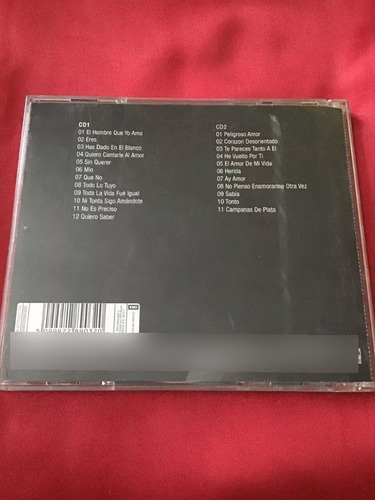 CD1
01 El Hombre Que Yo Amo
02 Eres
03 Has Dado En El Blanco
04 Quiero Cantarle Al Amor
05 Sin Querer
06 Mio
07 Que No
08 Todo Lo Tuyo
09 Toda La Vida Fué Igual
10 Ni Tonta Sigo Amándote
11 No Es Preciso
12 Quiero Saber
CD2
01 Peligroso Amor
02 Corazon Desorientado
03 Te Pareces Tanto A El
04 He Vuelto Por Ti
05 El Amor De Mi Vida
06 Herida
07 Ay Amor
08 No Pienso Enamorarme Otra Vez
09 Sabia
10 Tonto
11 Campanas De Plata
EMI